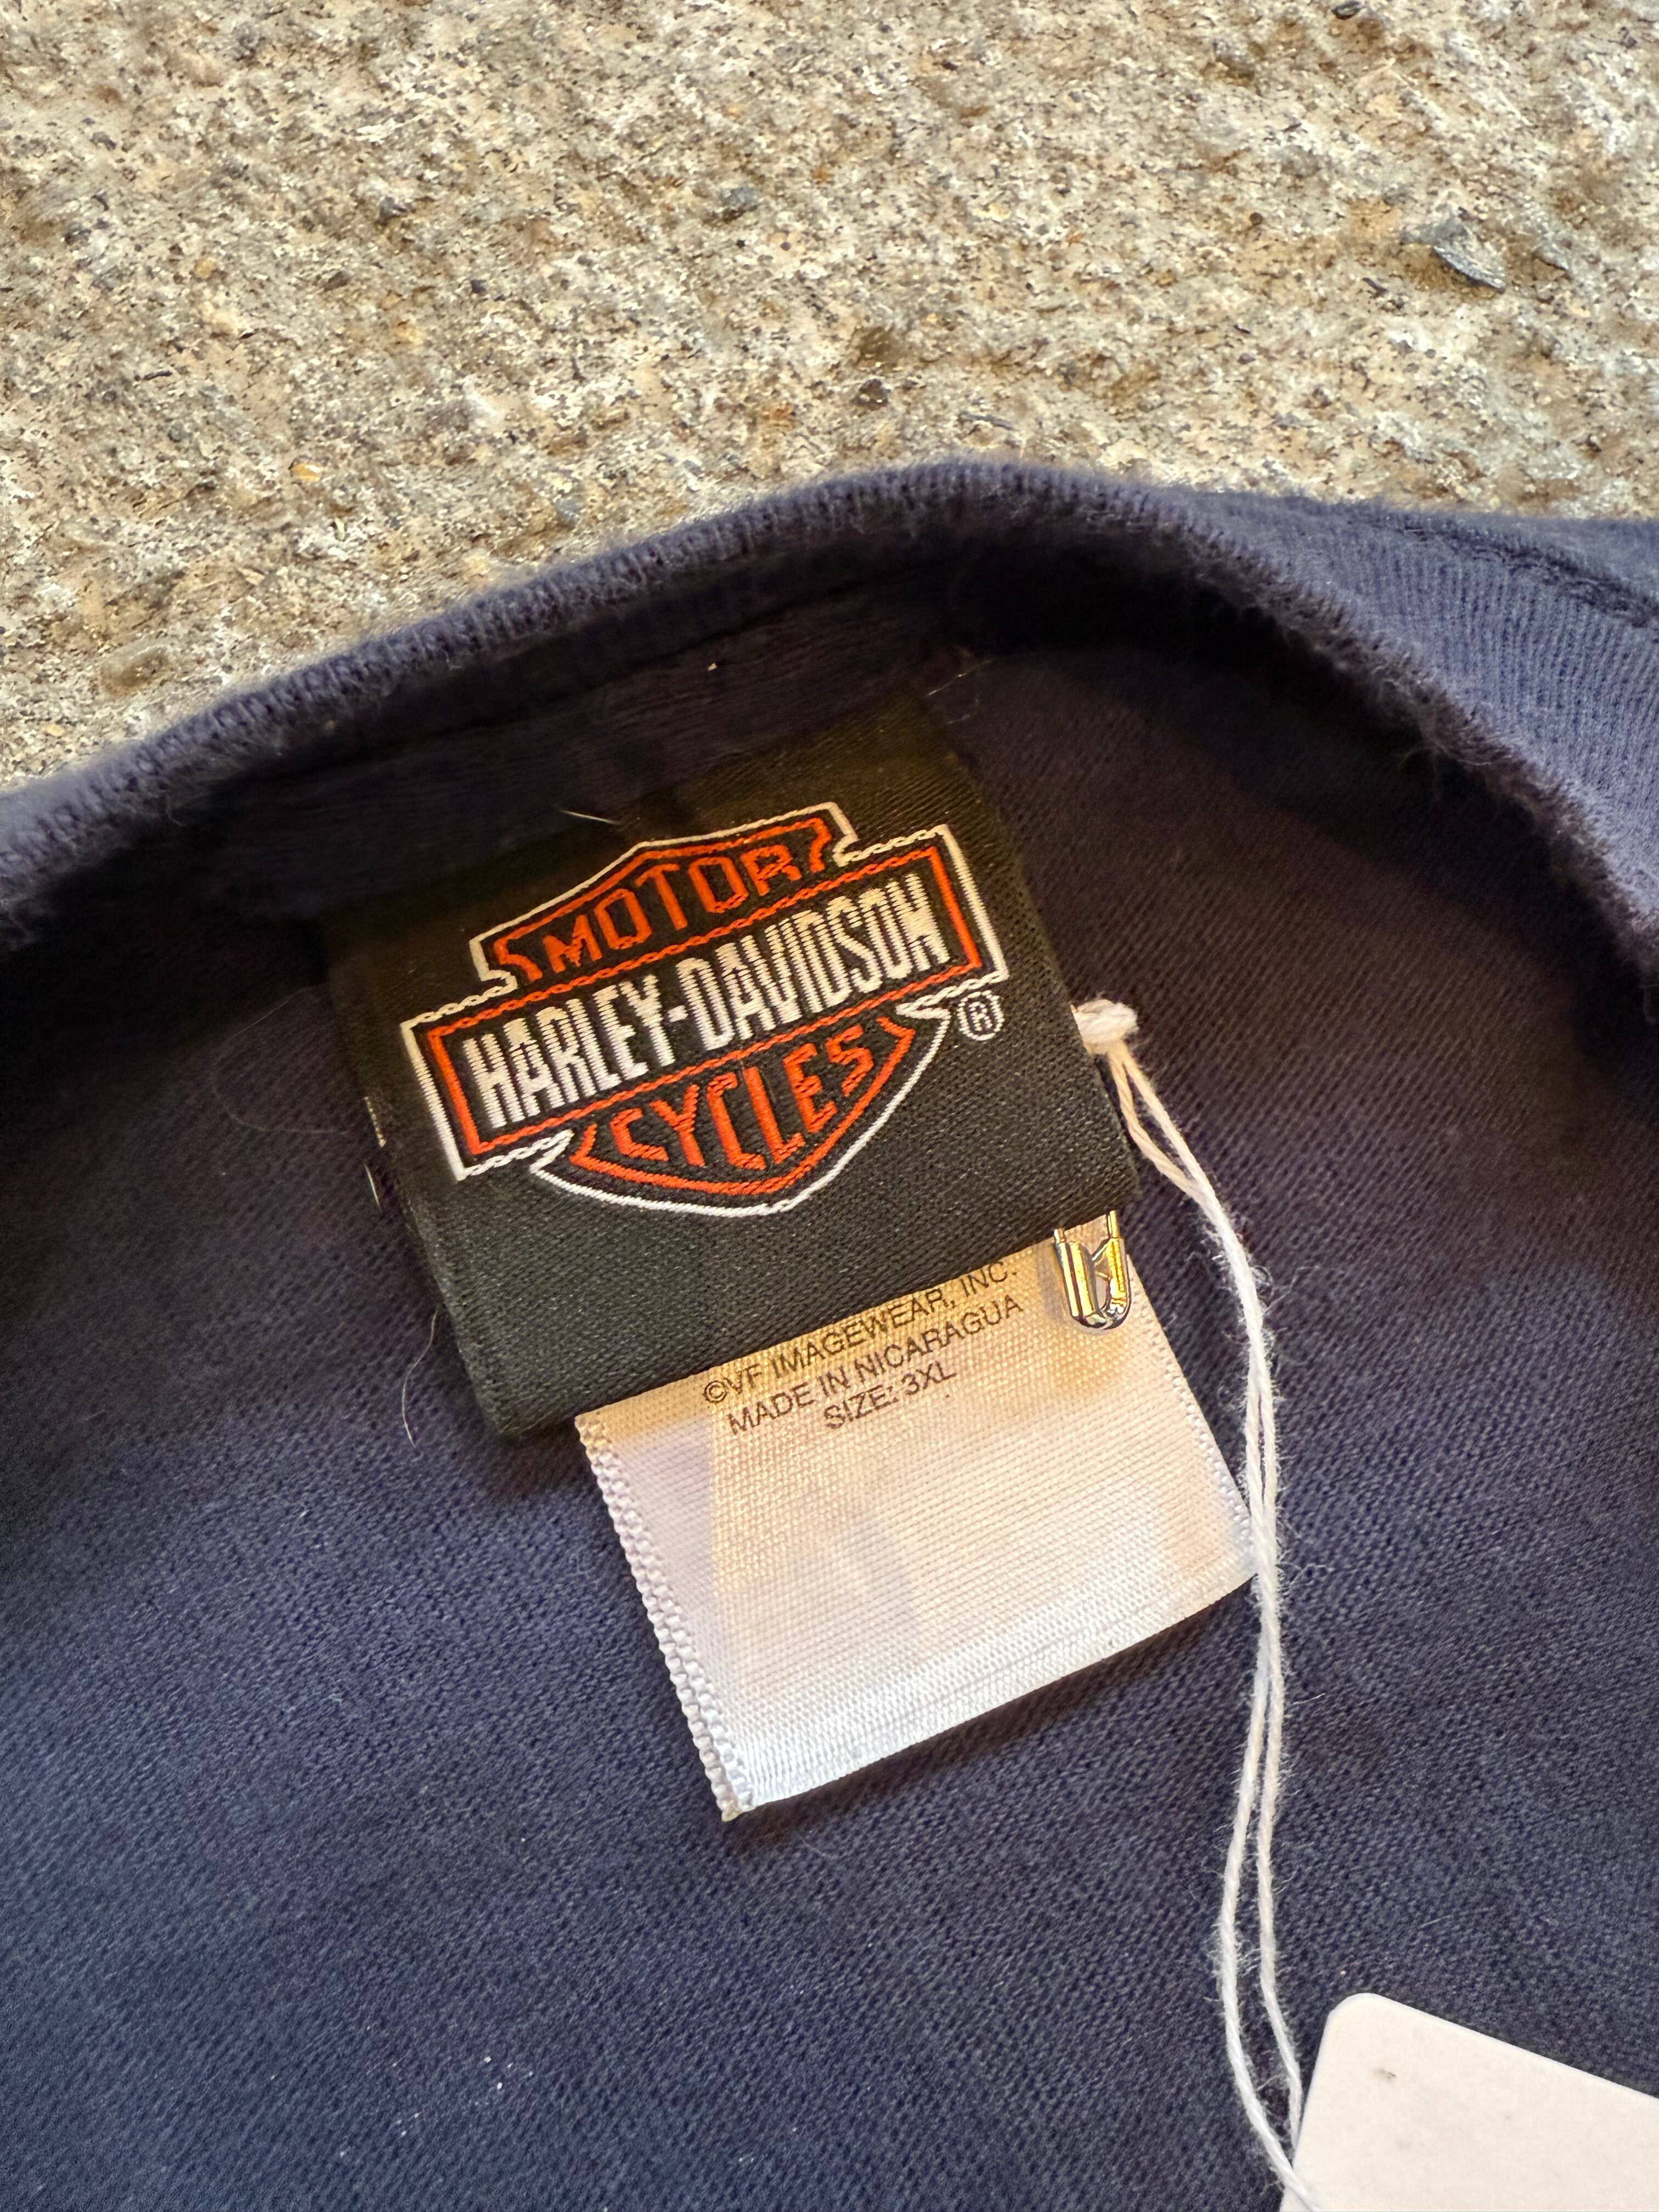 MOTOR
HARLEY-DAVIDSON
CYCLES
®
©VF IMAGEWEAR, INC.
MADE IN NICARAGUA
SIZE: 3XL